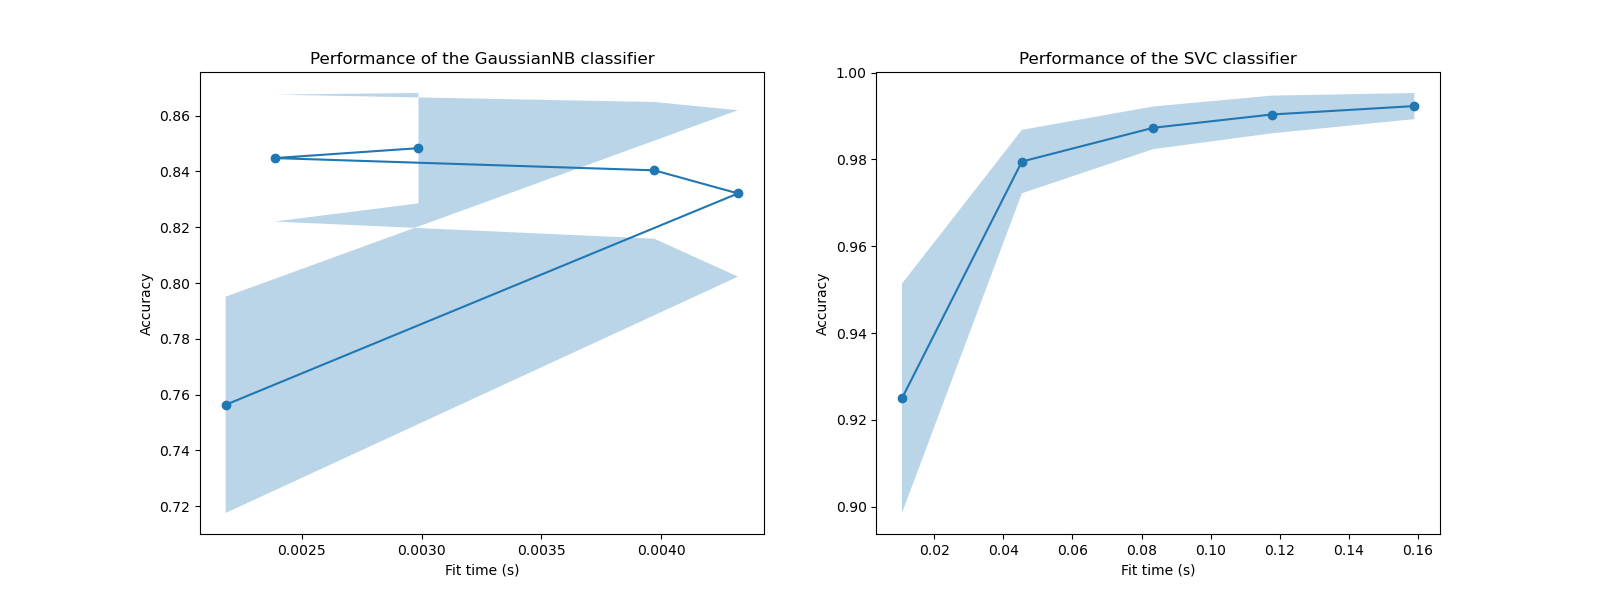 Performance of the GaussianNB classifier
0.86
0.84
0.82
0.80
0.78
0.76
0.74
0.72
Accuracy
0.0025 0.0030 0.0035 0.0040
Fit time (s)
Performance of the SVC classifier
1.00
0.98
0.96
0.94
0.92
0.90
Accuracy
0.02 0.04 0.06 0.08 0.10 0.12 0.14 0.16
Fit time (s)